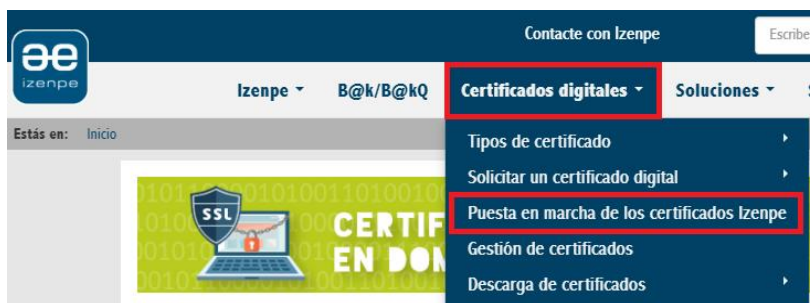 Contacte con Izenpe
Escribe
izenpe
Izenpe
B@k/B@kQ
Certificados digitales
Soluciones
Estás en: Inicio
Tipos de certificado
Solicitar un certificado digital
Puesta en marcha de los certificados Izenpe
Gestión de certificados
Descarga de certificados
SSL
CERTIF
EN DOM